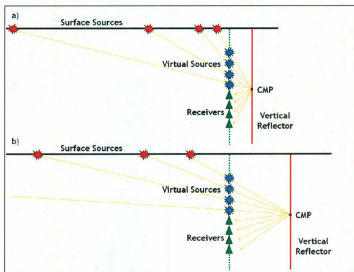 a)
Surface Sources
Virtual Sources
CMP
Receivers
Vertical
Reflector
b)
Surface Sources
Virtual Sources
CMP
Receivers
Vertical
Reflector